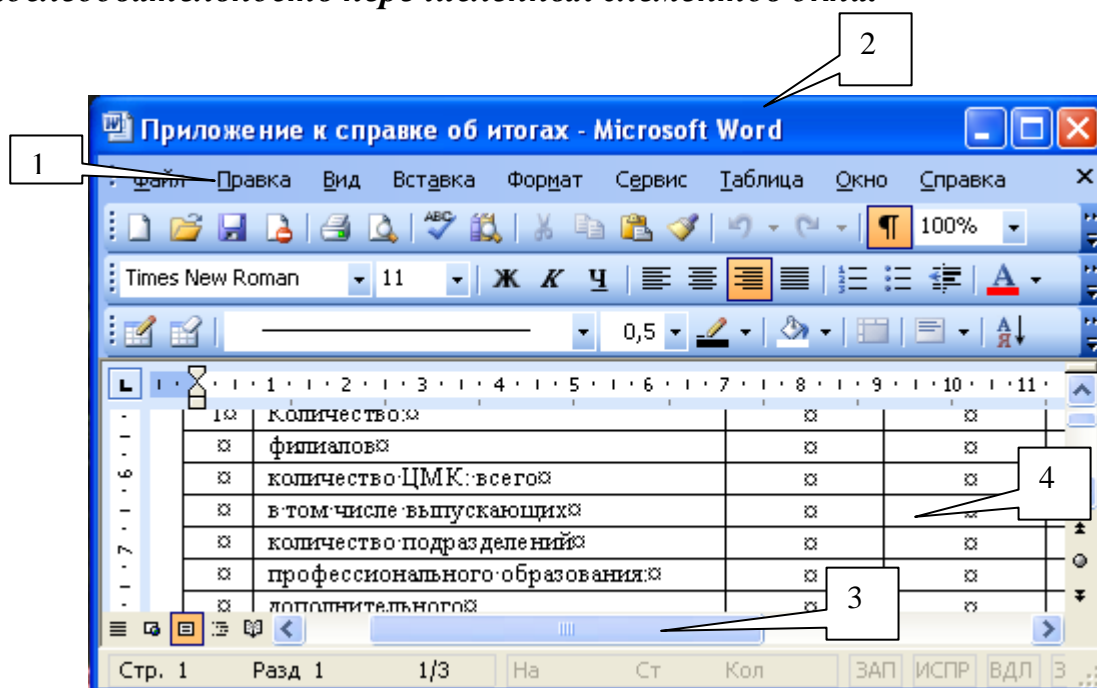 последовательность перечисленных элементов окна.
2
Приложение к справке об итогах - Microsoft Word
1
Файл Правка Вид Вставка Формат Сервис Таблица Окно Справка
100%
Times New Roman 11 Ж К Ч
0,5
1 2 3 4 5 6 7 8 9 10 11
1¤ Количество:¤ ¤ ¤
¤ филиалов¤ ¤ ¤
¤ количество·ЦМК:·всего¤ ¤ ¤
4
¤ в·том·числе·выпускающих¤ ¤ ¤
¤ количество·подразделений¤ ¤ ¤
¤ профессионального·образования:¤ ¤ ¤
3
¤ дополнительного¤ ¤ ¤
6
7
Стр. 1 Разд 1 1/3 На Ст Кол ЗАП ИСПР ВДЛ З